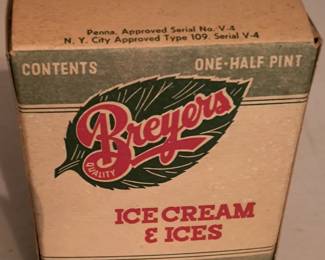 Penna. Approved Serial No. V-4
N. Y. City Approved Type 109, Serial V-4
CONTENTS ONE-HALF PINT
Breyers
QUALITY
ICE CREAM
& ICES